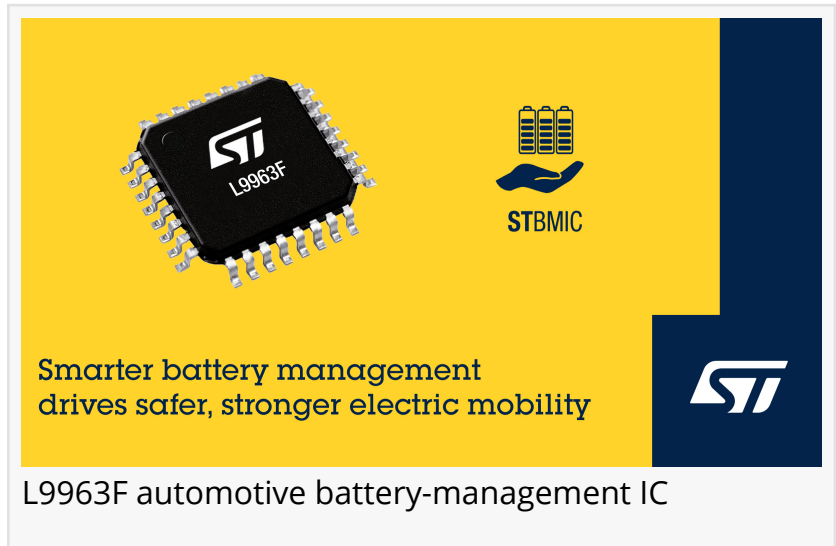 ST
L9963F
STBMIC
Smarter battery management
drives safer, stronger electric mobility
ST
L9963F automotive battery-management IC